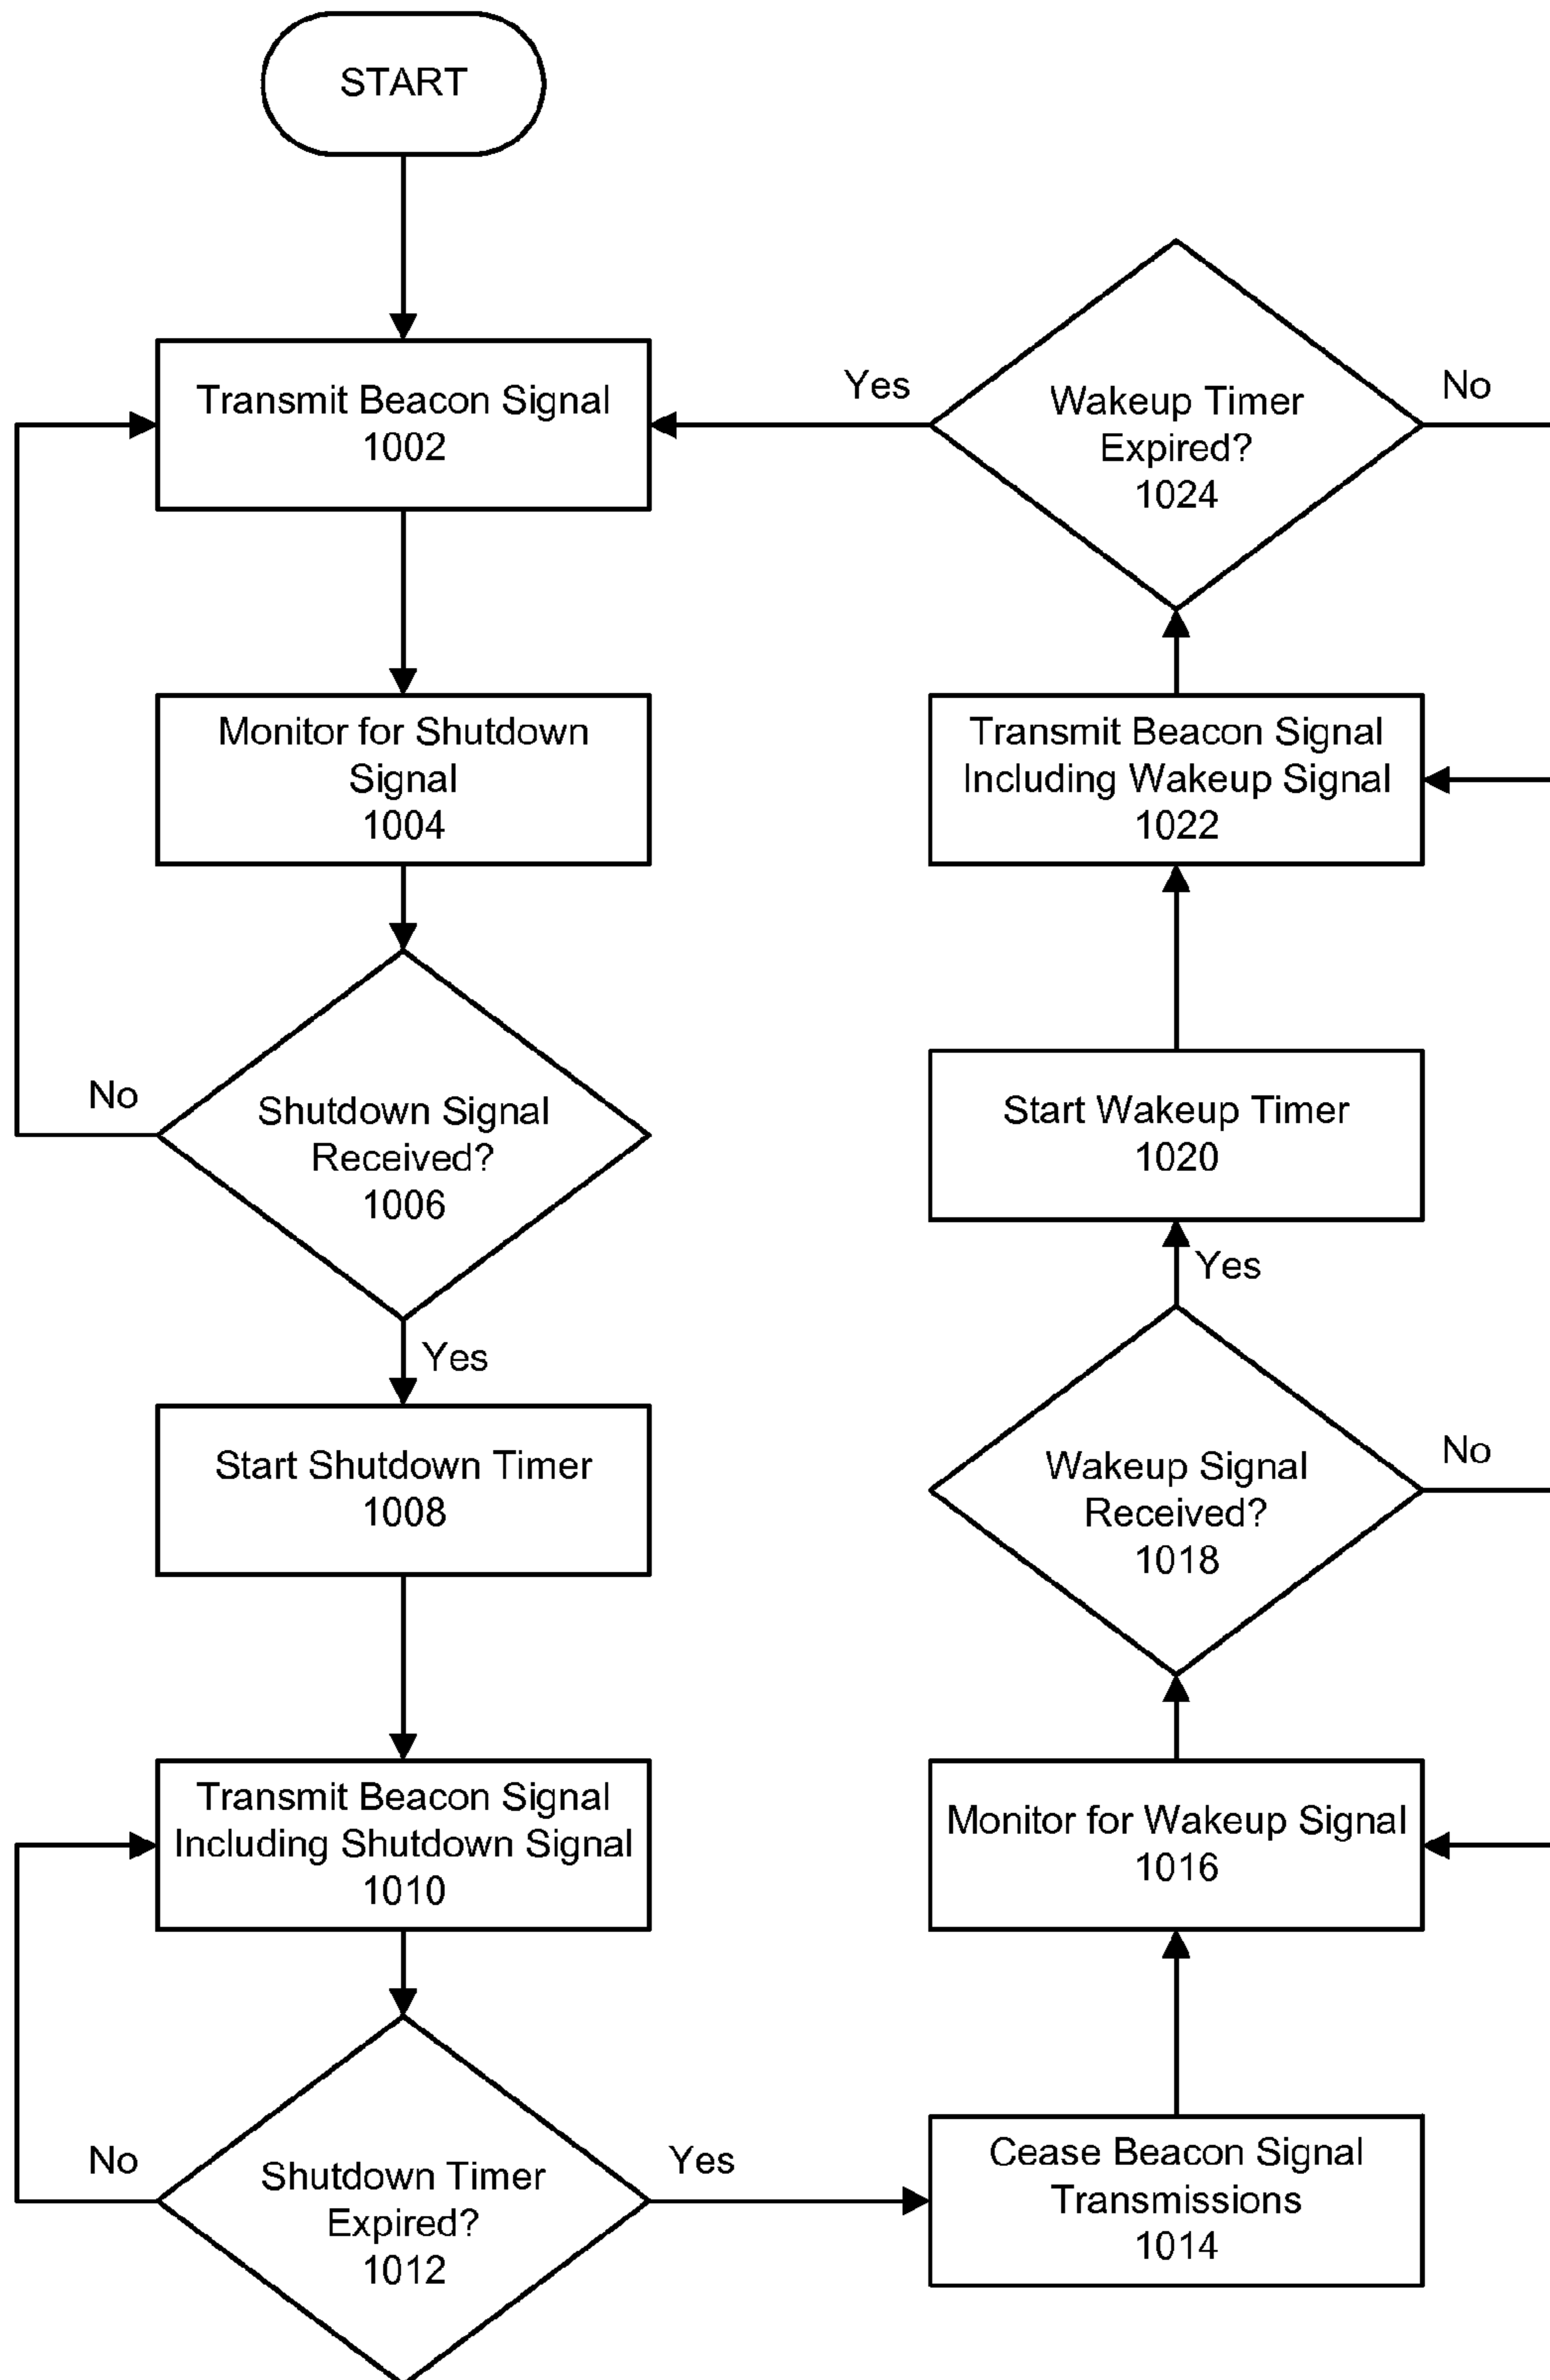 START
Transmit Beacon Signal
1002
Monitor for Shutdown
Signal
1004
Shutdown Signal
Received?
1006
No
Yes
Start Shutdown Timer
1008
Transmit Beacon Signal
Including Shutdown Signal
1010
Shutdown Timer
Expired?
1012
No
Yes
Cease Beacon Signal
Transmissions
1014
Monitor for Wakeup Signal
1016
Wakeup Signal
Received?
1018
No
Yes
Start Wakeup Timer
1020
Transmit Beacon Signal
Including Wakeup Signal
1022
Wakeup Timer
Expired?
1024
Yes
No